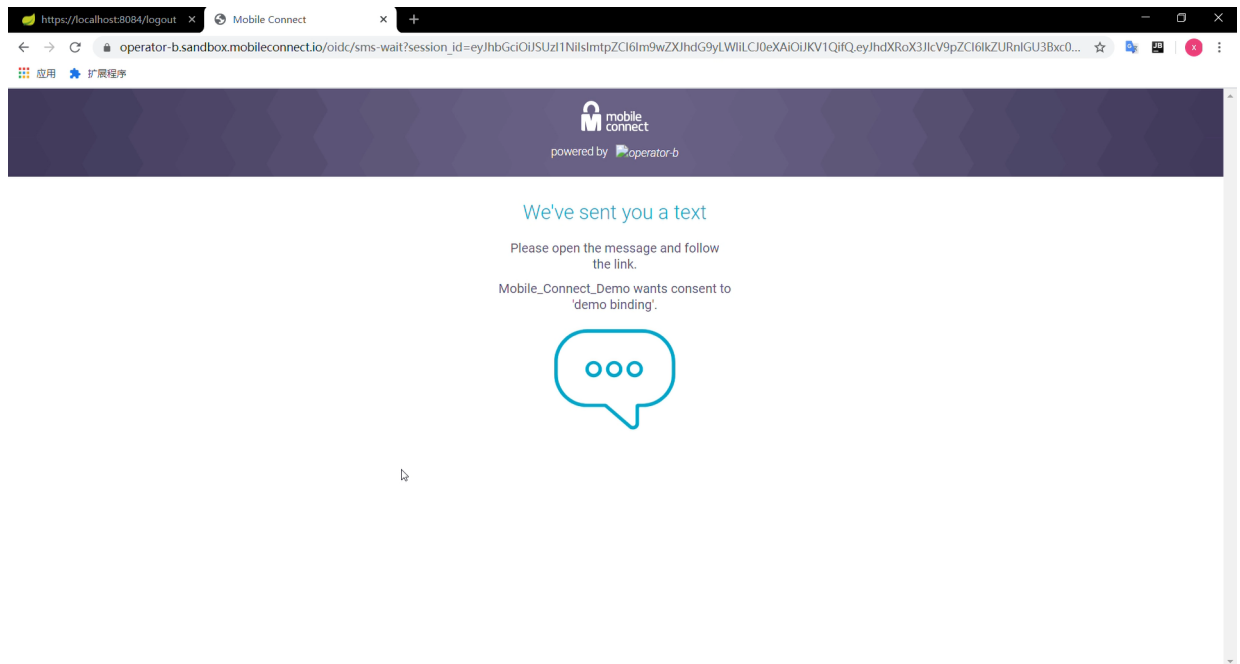 https://localhost:8084/logout
Mobile Connect
operator-b.sandbox.mobileconnect.io/oidc/sms-wait?session_id=eyJhbGciOiJSUzI1NiIsImtpZCI6Im9wZXJhdG9yLWIiLCJ0eXAiOiJKV1QifQ.eyJhdXRoX3JlcV9pZCI6IkZURnlGU3Bxc0...
JB
X
应用 扩展程序
mobile
connect
powered by operator-b
We've sent you a text
Please open the message and follow
the link.
Mobile_Connect_Demo wants consent to
'demo binding'.